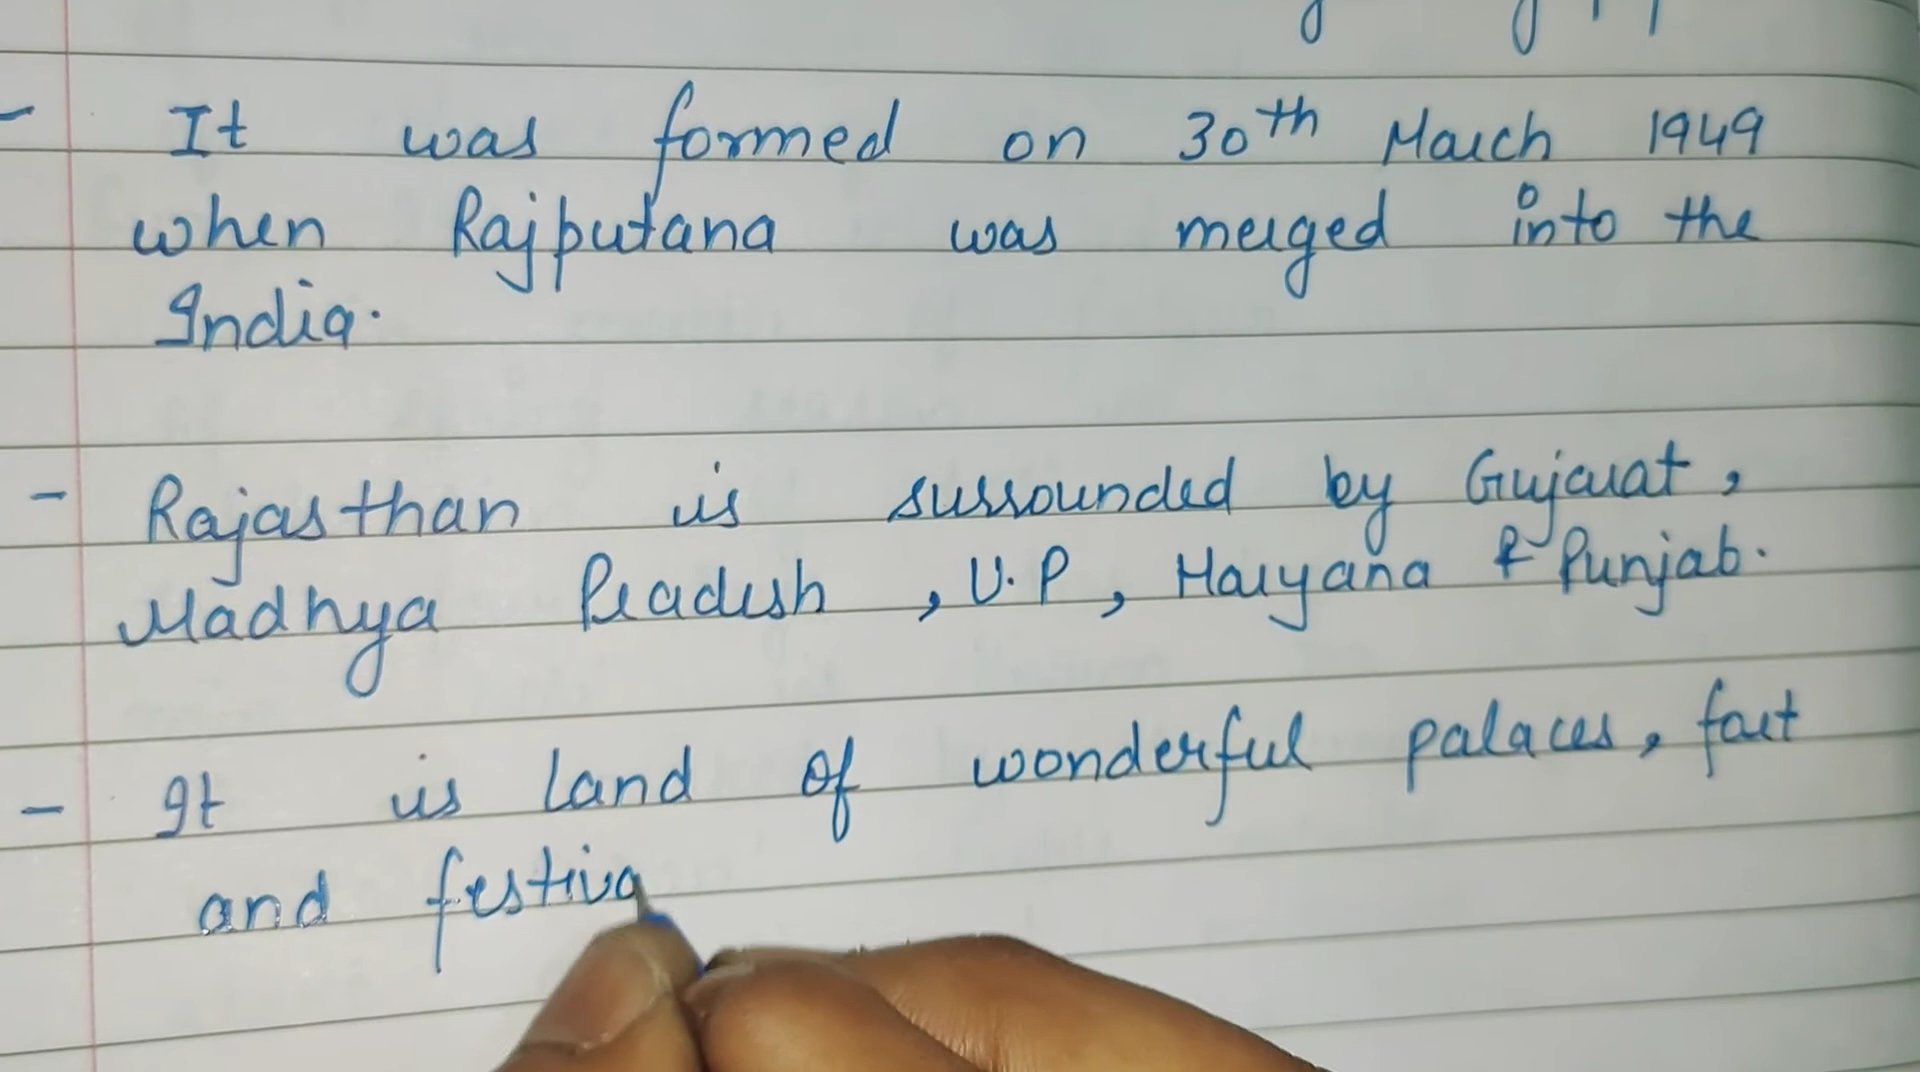 - It was formed on 30th March 1949
when Rajputana was merged into the
India.
- Rajasthan is surrounded by Gujarat,
Madhya Pradesh, U.P, Haryana & Punjab.
- It is land of wonderful palaces, fort
and festiva